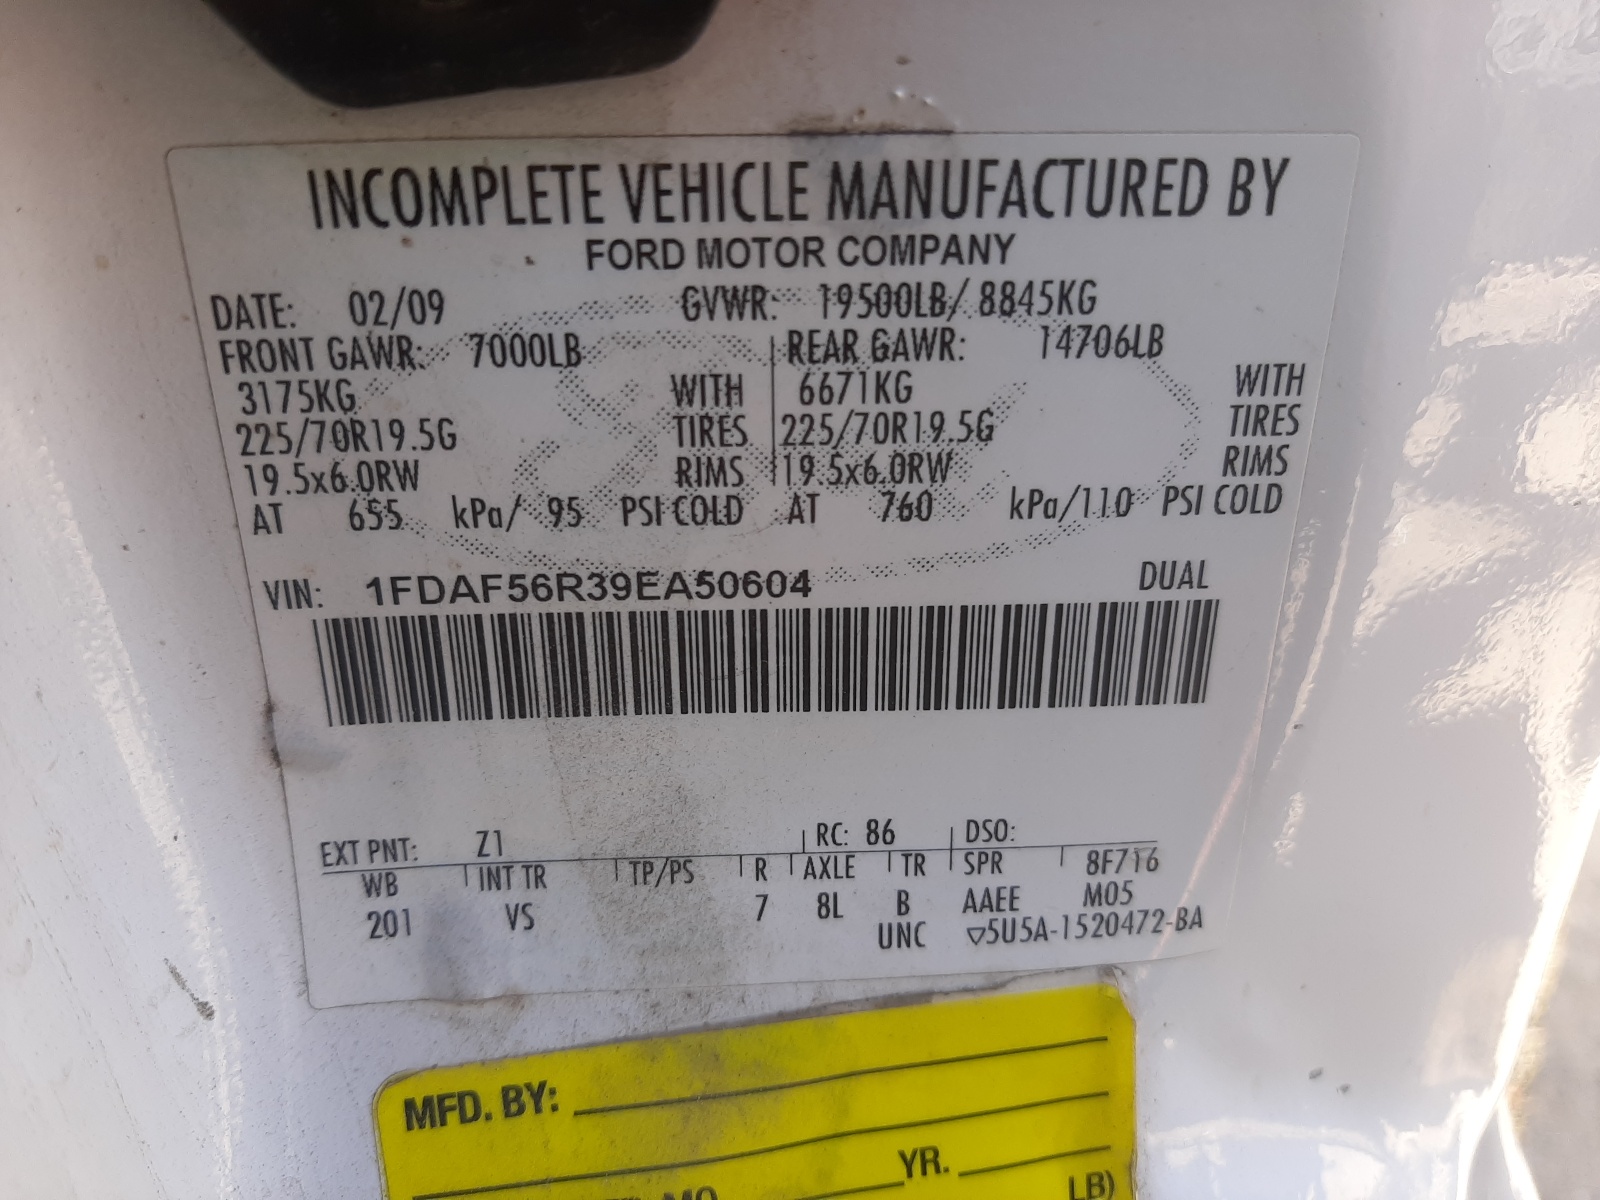 INCOMPLETE VEHICLE MANUFACTURED BY
FORD MOTOR COMPANY
DATE: 02/09 GVWR: 19500LB/ 8845KG
FRONT GAWR: 7000LB REAR GAWR: 14706LB
3175KG WITH 6671KG WITH
225/70R19.5G TIRES 225/70R19.5G TIRES
19.5x6.0RW RIMS 19.5x6.0RW RIMS
AT 655 kPa/ 95 PSI COLD AT 760 kPa/110 PSI COLD
VIN: 1FDAF56R39EA50604 DUAL
EXT PNT: Z1 RC: 86 DSO:
WB INT TR TP/PS R AXLE TR SPR 8F716
201 VS 7 8L B AAEE M05
UNC ▽5U5A-1520472-BA
MFD. BY:
YR.
MO
LB)